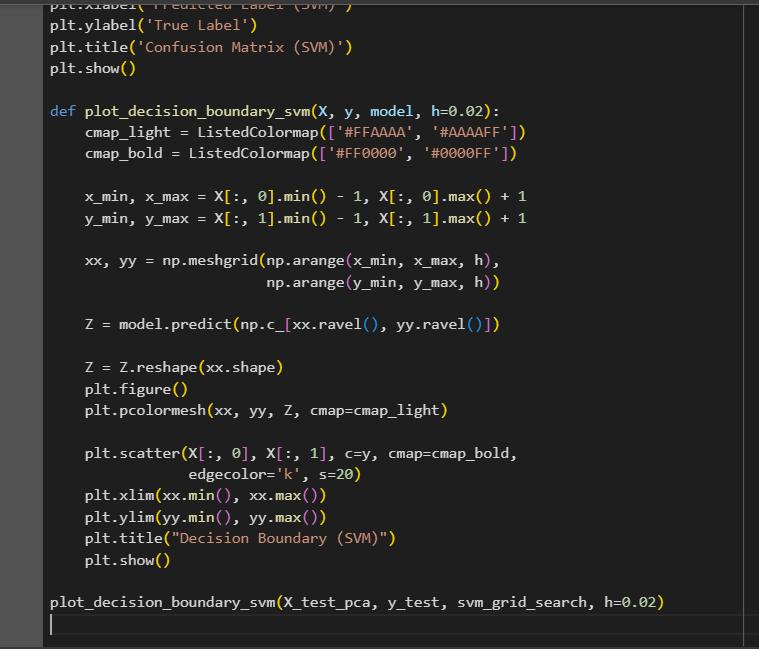 plt.xlabel('Predicted Label (SVM)')
plt.ylabel('True Label')
plt.title('Confusion Matrix (SVM)')
plt.show()
def plot_decision_boundary_svm(X, y, model, h=0.02):
    cmap_light = ListedColormap(['#FFAAAA', '#AAAAFF'])
    cmap_bold = ListedColormap(['#FF0000', '#0000FF'])
    x_min, x_max = X[:, 0].min() - 1, X[:, 0].max() + 1
    y_min, y_max = X[:, 1].min() - 1, X[:, 1].max() + 1
    xx, yy = np.meshgrid(np.arange(x_min, x_max, h),
                         np.arange(y_min, y_max, h))
    Z = model.predict(np.c_[xx.ravel(), yy.ravel()])
    Z = Z.reshape(xx.shape)
    plt.figure()
    plt.pcolormesh(xx, yy, Z, cmap=cmap_light)
    plt.scatter(X[:, 0], X[:, 1], c=y, cmap=cmap_bold,
                edgecolor='k', s=20)
    plt.xlim(xx.min(), xx.max())
    plt.ylim(yy.min(), yy.max())
    plt.title("Decision Boundary (SVM)")
    plt.show()
plot_decision_boundary_svm(X_test_pca, y_test, svm_grid_search, h=0.02)